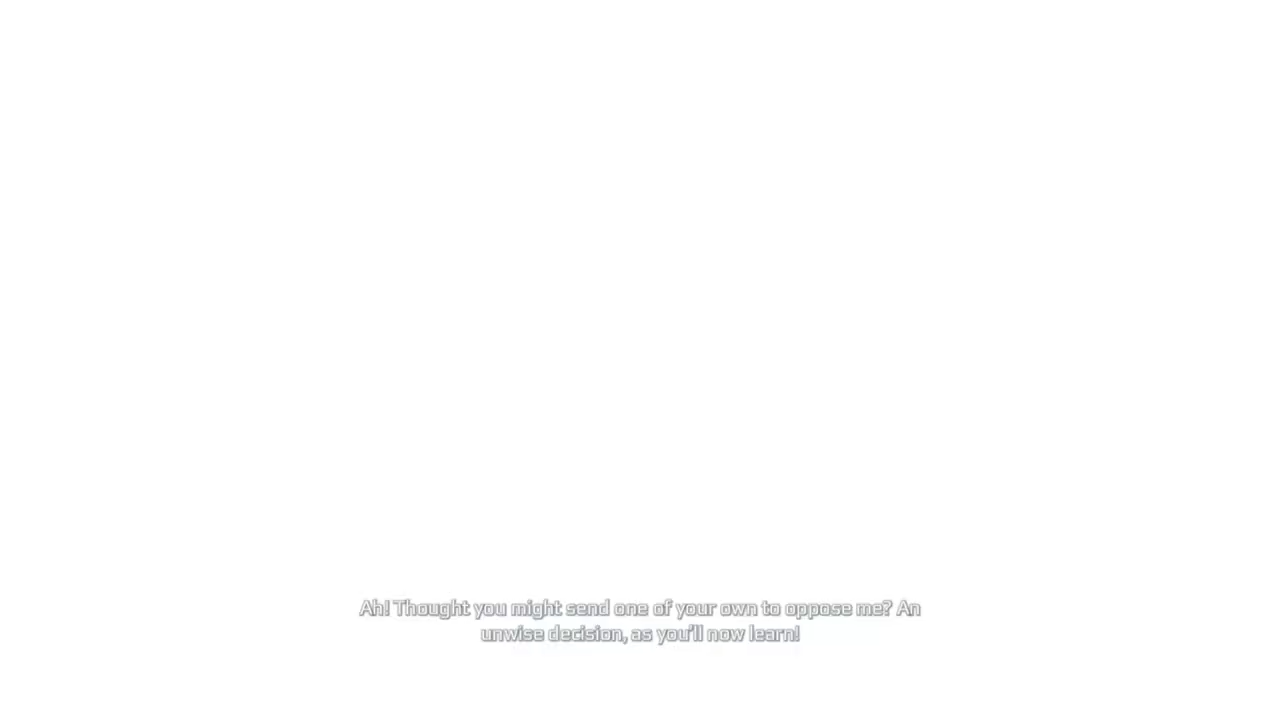 Ah! Thought you might send one of your own to oppose me? An
unwise decision, as you'll now learn!